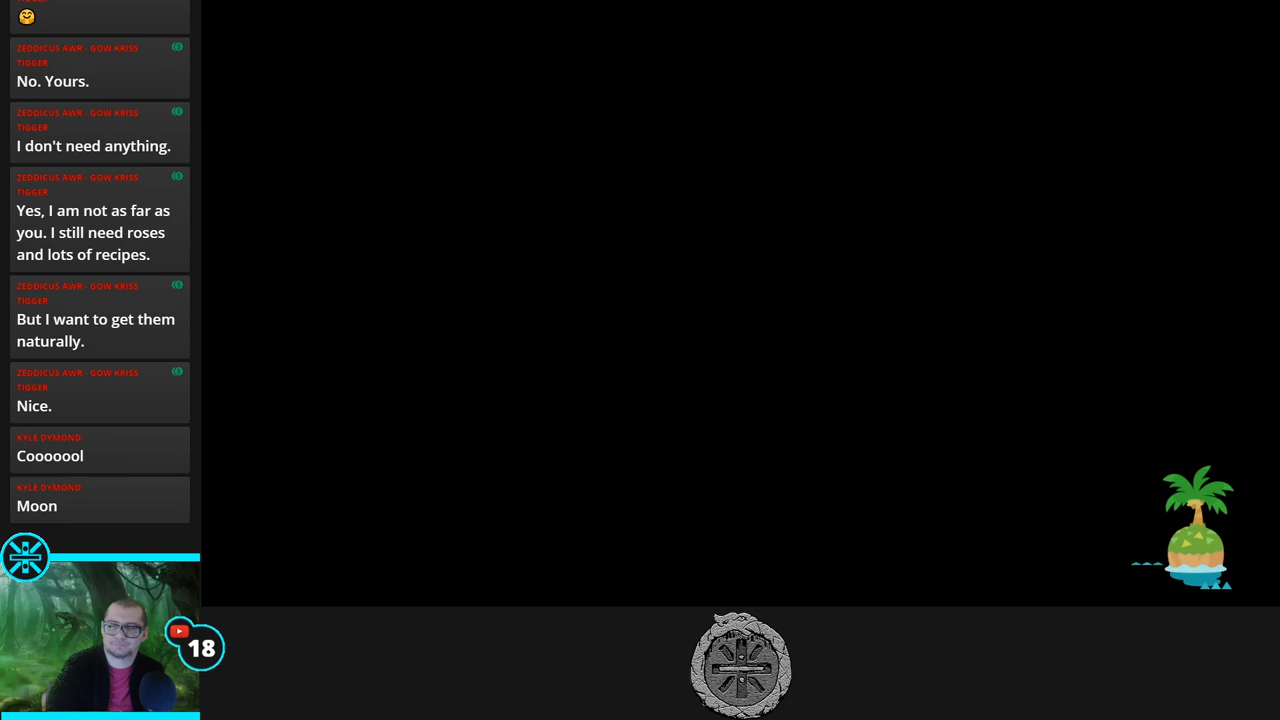 TIGGER
ZEDDICUS AWR - GOW KRISS
TIGGER
No. Yours.
ZEDDICUS AWR - GOW KRISS
TIGGER
I don't need anything.
ZEDDICUS AWR - GOW KRISS
TIGGER
Yes, I am not as far as
you. I still need roses
and lots of recipes.
ZEDDICUS AWR - GOW KRISS
TIGGER
But I want to get them
naturally.
ZEDDICUS AWR - GOW KRISS
TIGGER
Nice.
KYLE DYMOND
Cooooool
KYLE DYMOND
Moon
18